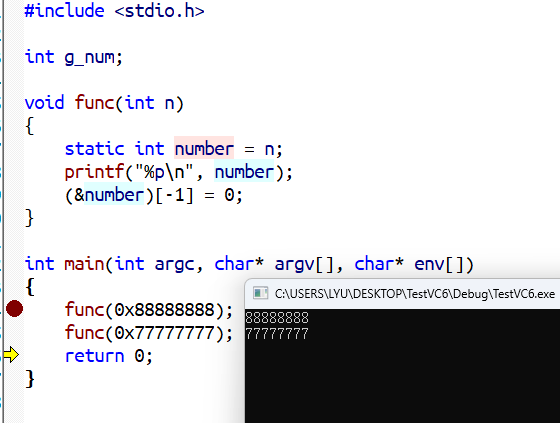 #include <stdio.h>
int g_num;
void func(int n)
{
    static int number = n;
    printf("%p\n", number);
    (&number)[-1] = 0;
}
int main(int argc, char* argv[], char* env[])
{
    func(0x88888888);
    func(0x77777777);
    return 0;
}
C:\USERS\LYU\DESKTOP\TestVC6\Debug\TestVC6.exe
88888888
77777777